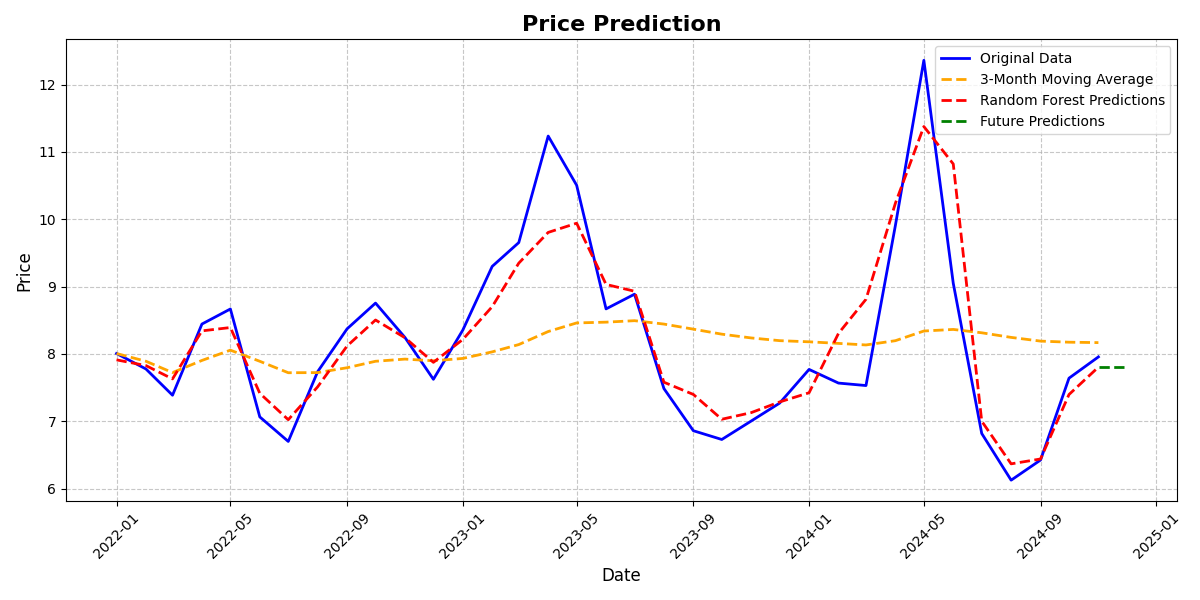 Price Prediction
Original Data
3-Month Moving Average
Random Forest Predictions
Future Predictions
Price
12
11
10
9
8
7
6
2022-01
2022-05
2022-09
2023-01
2023-05
2023-09
2024-01
2024-05
2024-09
2025-01
Date